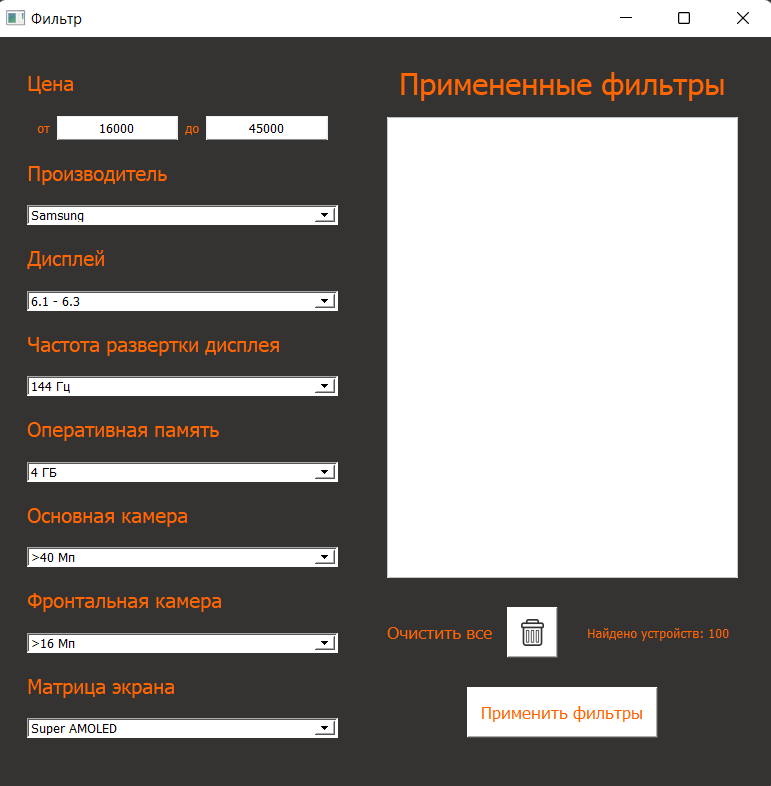 Фильтр
Цена
от 16000 до 45000
Производитель
Samsung
Дисплей
6.1 - 6.3
Частота развертки дисплея
144 Гц
Оперативная память
4 ГБ
Основная камера
>40 Мп
Фронтальная камера
>16 Мп
Матрица экрана
Super AMOLED
Примененные фильтры
Очистить все
Найдено устройств: 100
Применить фильтры